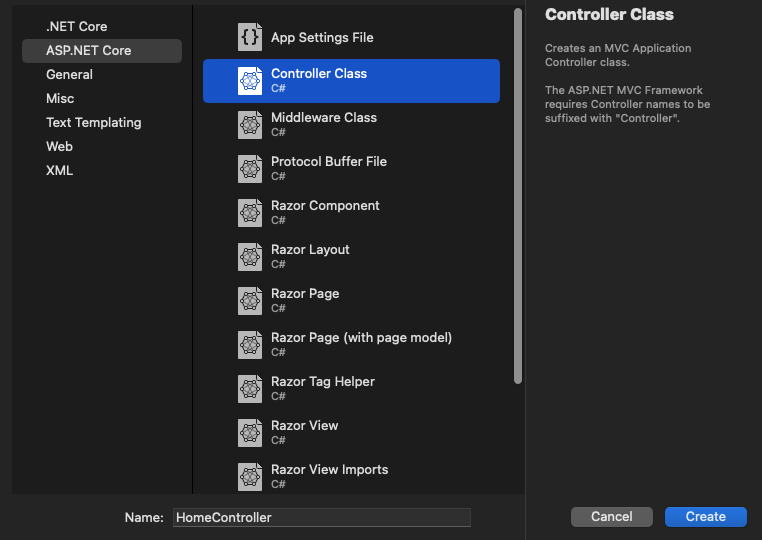 .NET Core
ASP.NET Core
General
Misc
Text Templating
Web
XML
App Settings File
Controller Class
C#
Middleware Class
C#
Protocol Buffer File
C#
Razor Component
C#
Razor Layout
C#
Razor Page
C#
Razor Page (with page model)
C#
Razor Tag Helper
C#
Razor View
C#
Razor View Imports
C#
Controller Class
Creates an MVC Application
Controller class.
The ASP.NET MVC Framework
requires Controller names to be
suffixed with "Controller".
Name: HomeController
Cancel
Create